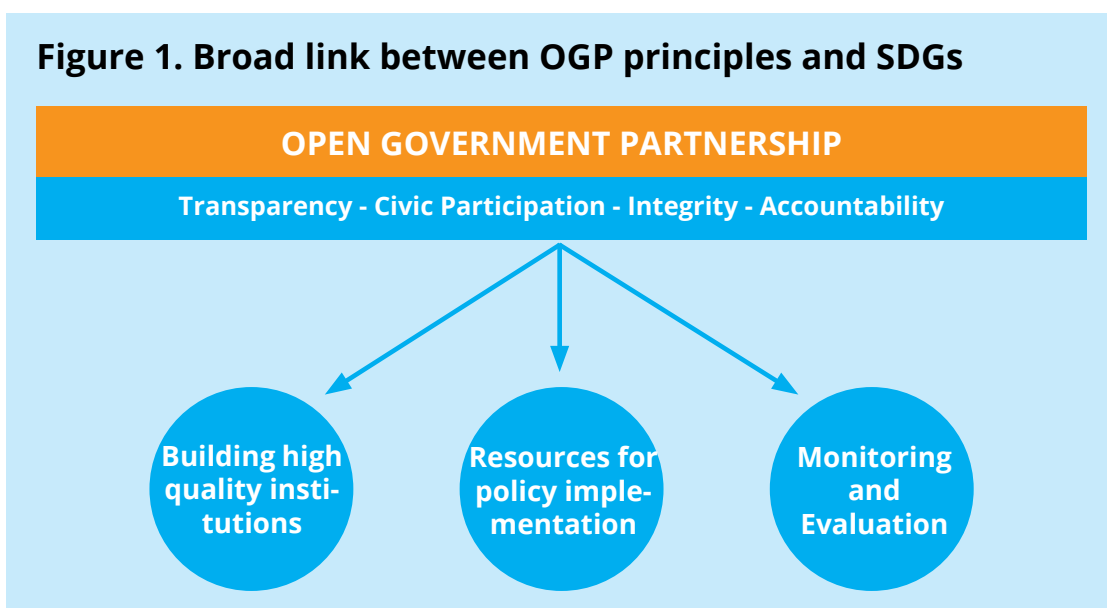 Figure 1. Broad link between OGP principles and SDGs
OPEN GOVERNMENT PARTNERSHIP
Transparency - Civic Participation - Integrity - Accountability
Building high
quality insti-
tutions
Resources for
policy imple-
mentation
Monitoring
and
Evaluation